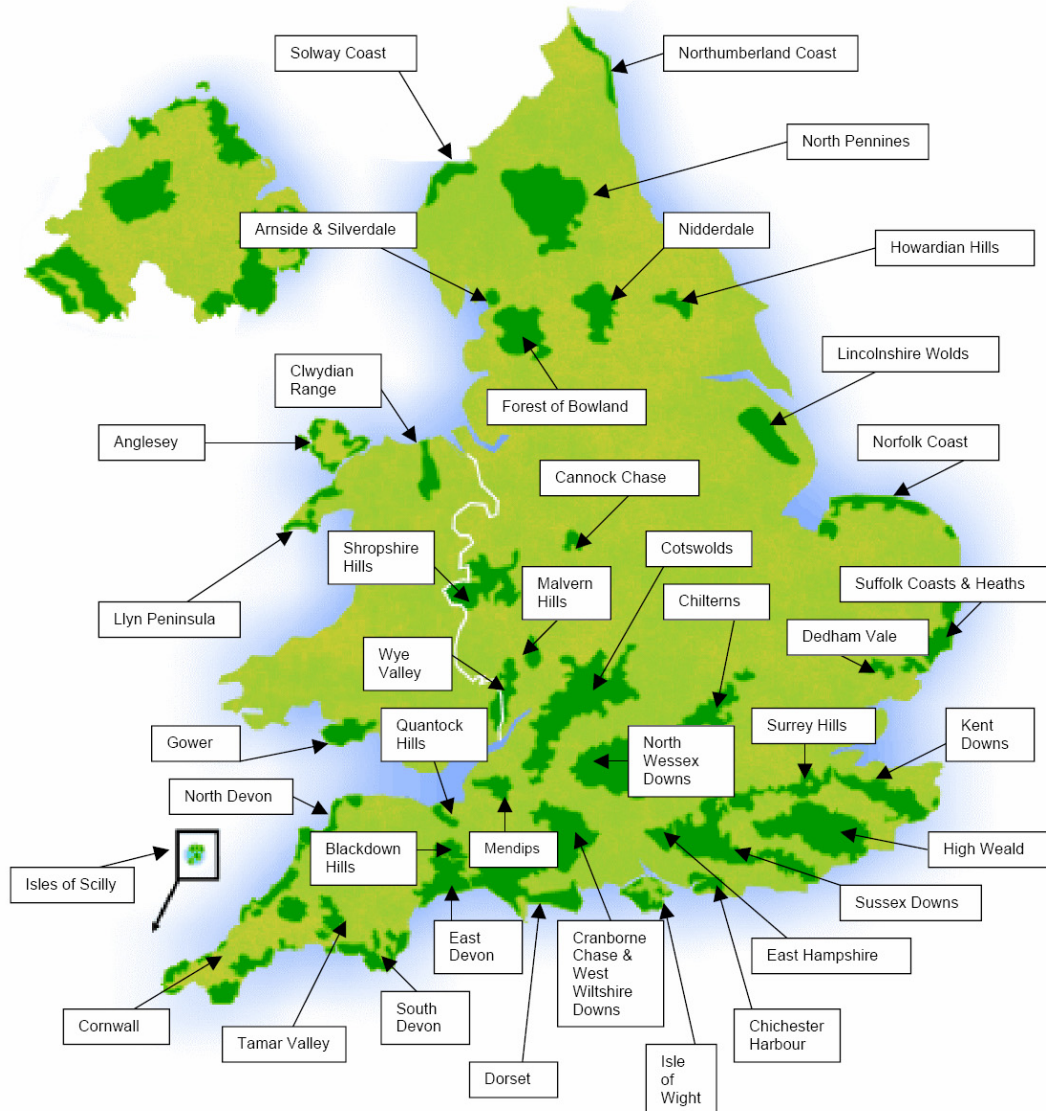 Solway Coast
Northumberland Coast
North Pennines
Arnside & Silverdale
Nidderdale
Howardian Hills
Lincolnshire Wolds
Clwydian
Range
Forest of Bowland
Anglesey
Norfolk Coast
Cannock Chase
Shropshire
Hills
Cotswolds
Malvern
Hills
Suffolk Coasts & Heaths
Chilterns
Llyn Peninsula
Dedham Vale
Wye
Valley
Quantock
Hills
Surrey Hills
Kent
Downs
Gower
North
Wessex
Downs
North Devon
Blackdown
Hills
Mendips
High Weald
Isles of Scilly
Sussex Downs
East
Devon
Cranborne
Chase &
West
Wiltshire
Downs
East Hampshire
South
Devon
Cornwall
Tamar Valley
Chichester
Harbour
Dorset
Isle
of
Wight